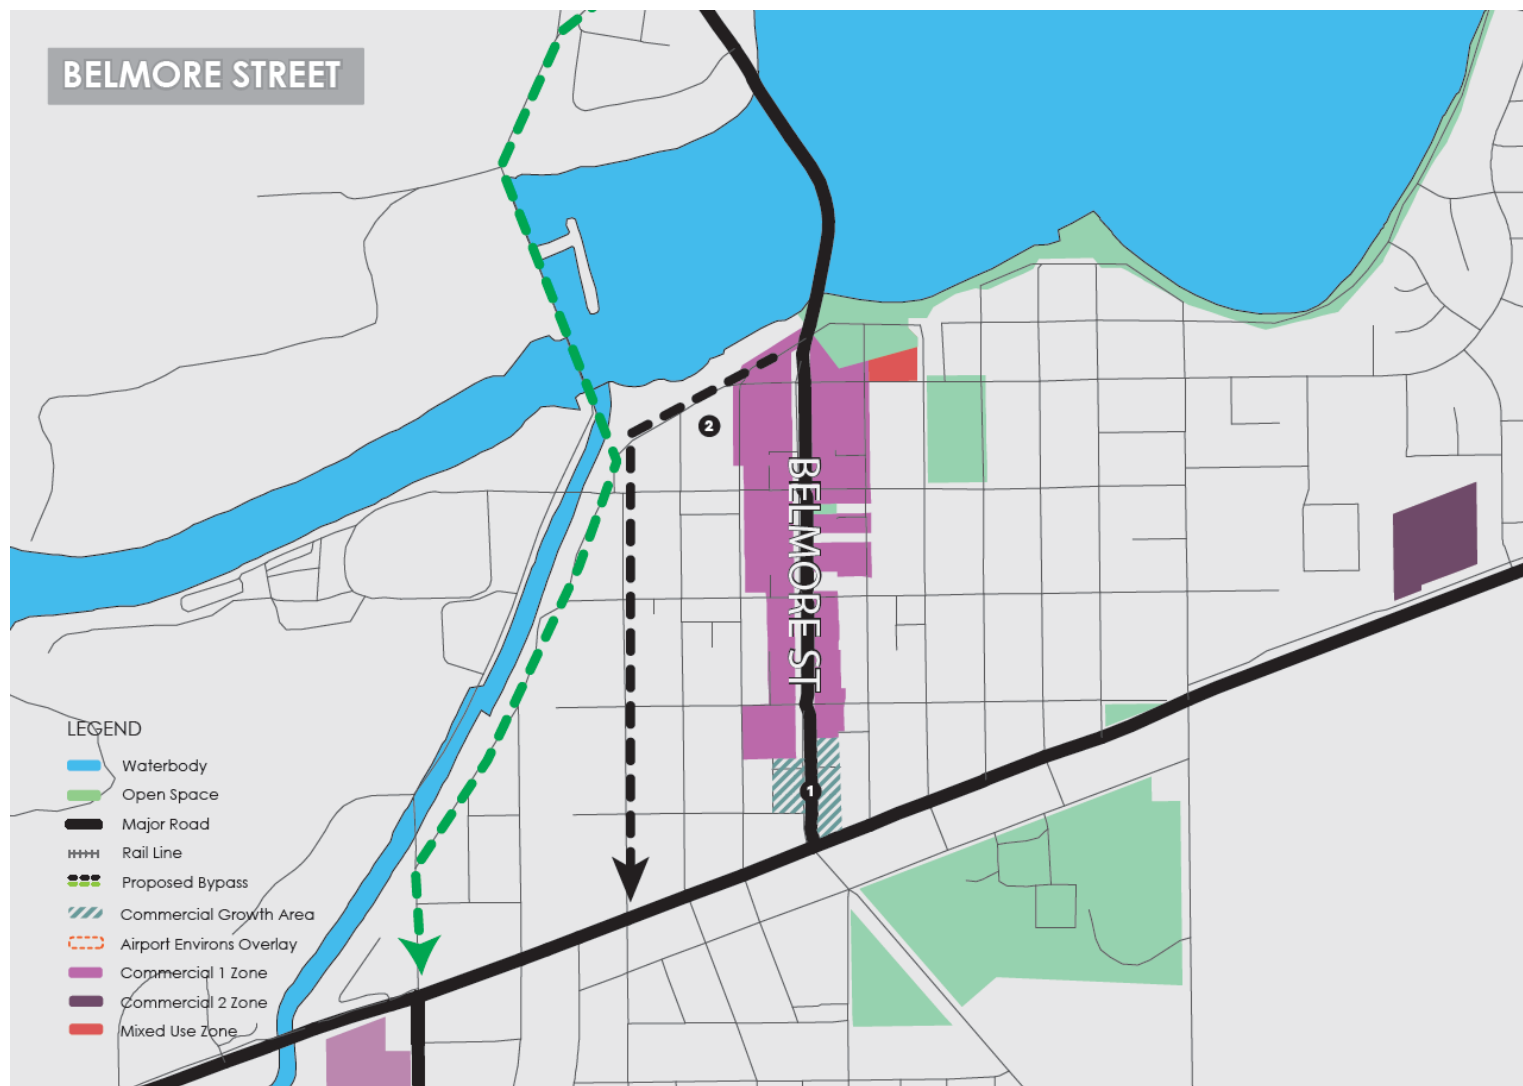 BELMORE STREET
2
BELMORE ST
1
LEGEND
Waterbody
Open Space
Major Road
Rail Line
Proposed Bypass
Commercial Growth Area
Airport Environs Overlay
Commercial 1 Zone
Commercial 2 Zone
Mixed Use Zone